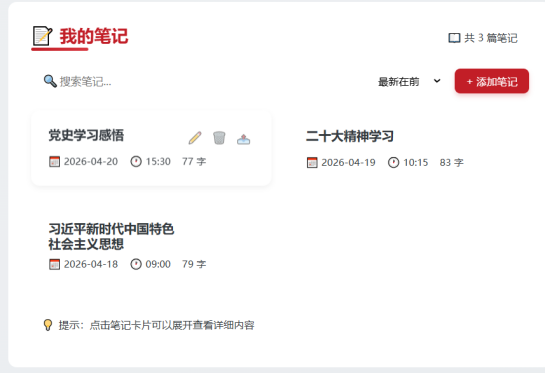 我的笔记
共 3 篇笔记
搜索笔记...
最新在前
+ 添加笔记
党史学习感悟
2026-04-20 15:30 77 字
二十大精神学习
2026-04-19 10:15 83 字
习近平新时代中国特色
社会主义思想
2026-04-18 09:00 79 字
提示：点击笔记卡片可以展开查看详细内容